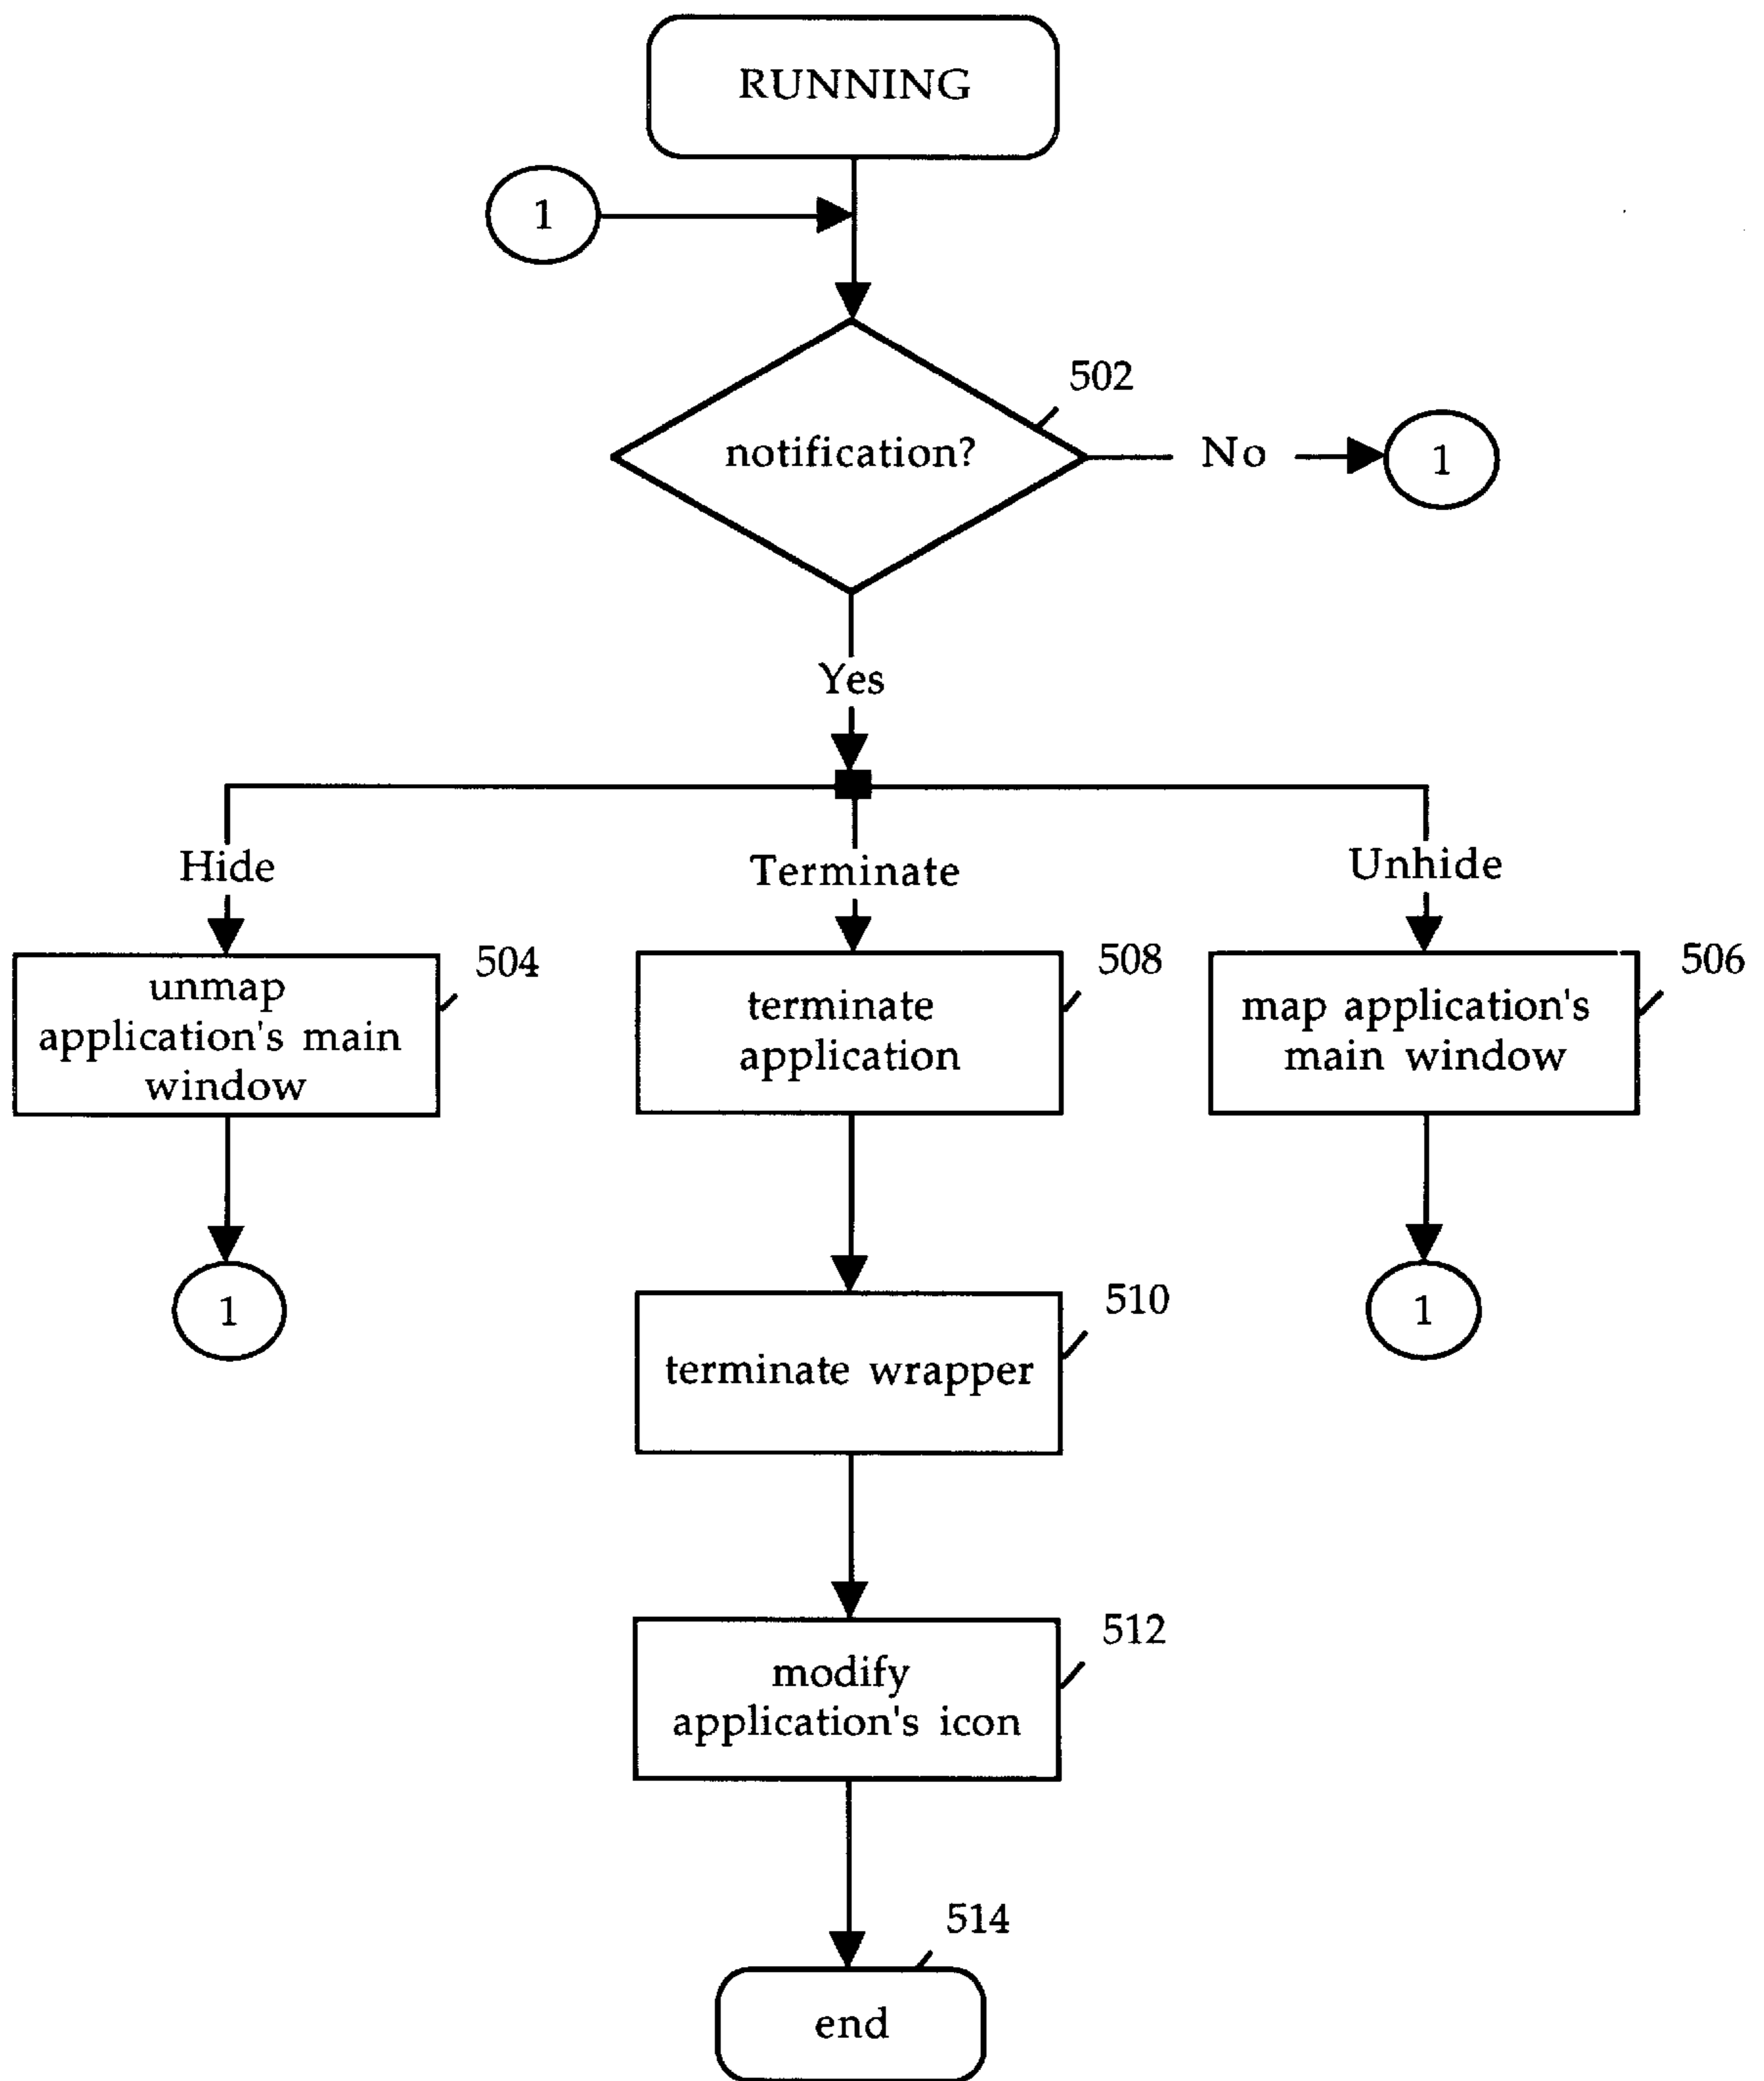 RUNNING
1
502
notification?
No
1
Yes
Hide
Terminate
Unhide
504
unmap
application's main
window
508
terminate
application
506
map application's
main window
1
1
510
terminate wrapper
512
modify
application's icon
514
end